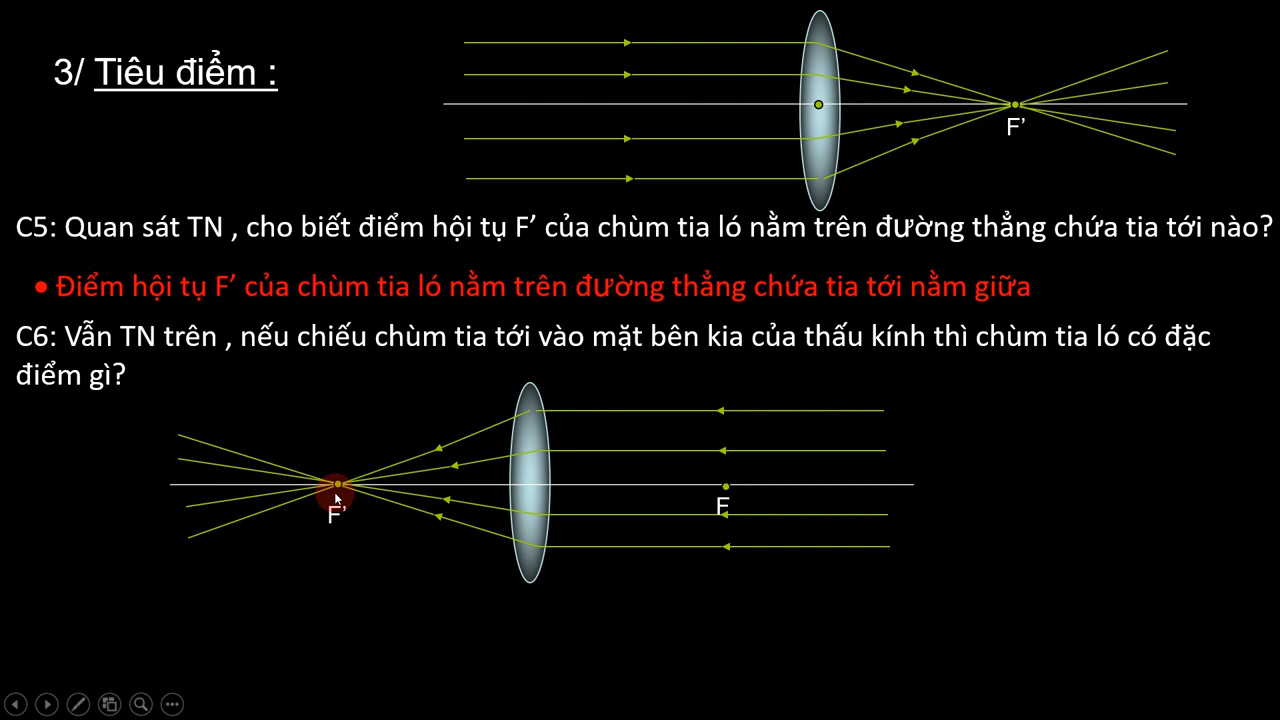 3/ Tiêu điểm :
F’
C5: Quan sát TN , cho biết điểm hội tụ F’ của chùm tia ló nằm trên đường thẳng chứa tia tới nào?
• Điểm hội tụ F’ của chùm tia ló nằm trên đường thẳng chứa tia tới nằm giữa
C6: Vẫn TN trên , nếu chiếu chùm tia tới vào mặt bên kia của thấu kính thì chùm tia ló có đặc
điểm gì?
F
F’